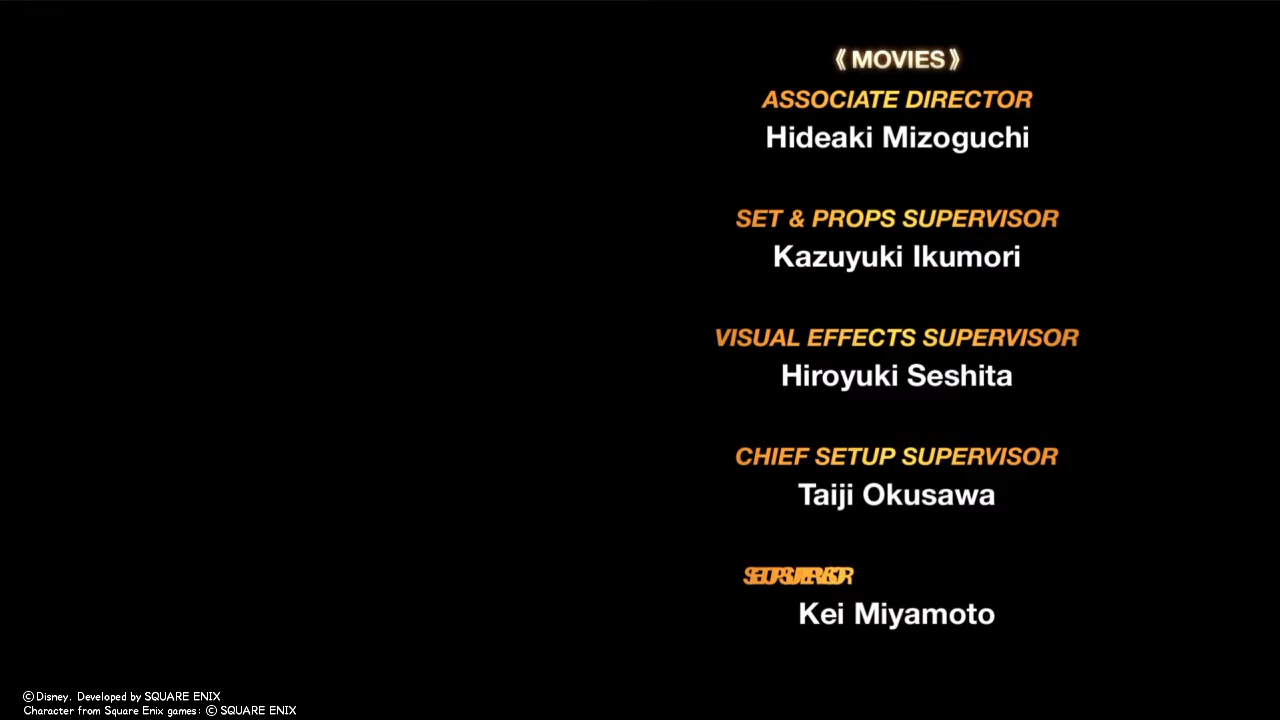 《MOVIES》
ASSOCIATE DIRECTOR
Hideaki Mizoguchi
SET & PROPS SUPERVISOR
Kazuyuki Ikumori
VISUAL EFFECTS SUPERVISOR
Hiroyuki Seshita
CHIEF SETUP SUPERVISOR
Taiji Okusawa
Kei Miyamoto
©Disney. Developed by SQUARE ENIX
Character from Square Enix games: © SQUARE ENIX